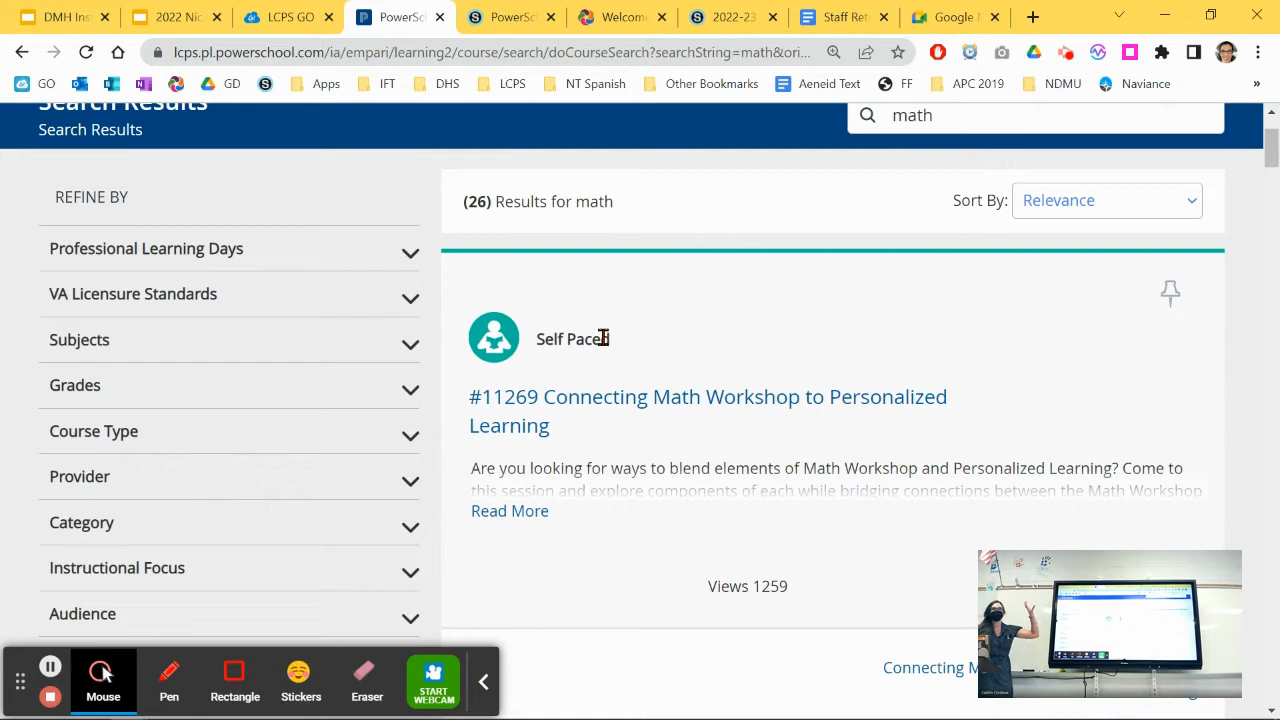 DMH Inst
2022 Nic
LCPS GO
PowerSch
PowerSc
Welcome
2022-23
Staff Ret
Google M
lcps.pl.powerschool.com/ia/empari/learning2/course/search/doCourseSearch?searchString=math&ori...
GO
GD
Apps
IFT
DHS
LCPS
NT Spanish
Other Bookmarks
Aeneid Text
FF
APC 2019
NDMU
Naviance
»
Search Results
Search Results
math
REFINE BY
Professional Learning Days
VA Licensure Standards
Subjects
Grades
Course Type
Provider
Category
Instructional Focus
Audience
(26) Results for math
Sort By: Relevance
Self Paced
#11269 Connecting Math Workshop to Personalized
Learning
Are you looking for ways to blend elements of Math Workshop and Personalized Learning? Come to
this session and explore components of each while bridging connections between the Math Workshop
Read More
Views 1259
Connecting M
Mouse
Pen
Rectangle
Stickers
Eraser
START
WEBCAM